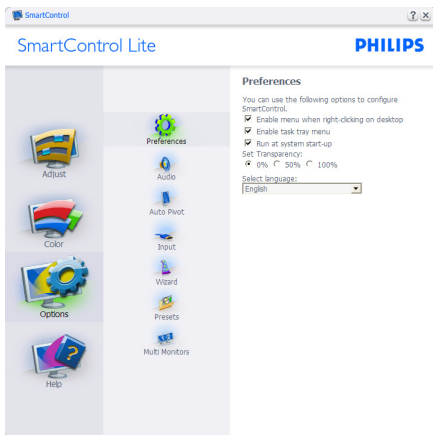 SmartControl
? ×
SmartControl Lite
PHILIPS
Adjust
Color
Options
Help
Preferences
Audio
Auto Pivot
Input
Wizard
Presets
Multi Monitors
Preferences
You can use the following options to configure
SmartControl.
Enable menu when right-clicking on desktop
Enable task tray menu
Run at system start-up
Set Transparency:
0% 50% 100%
Select language:
English